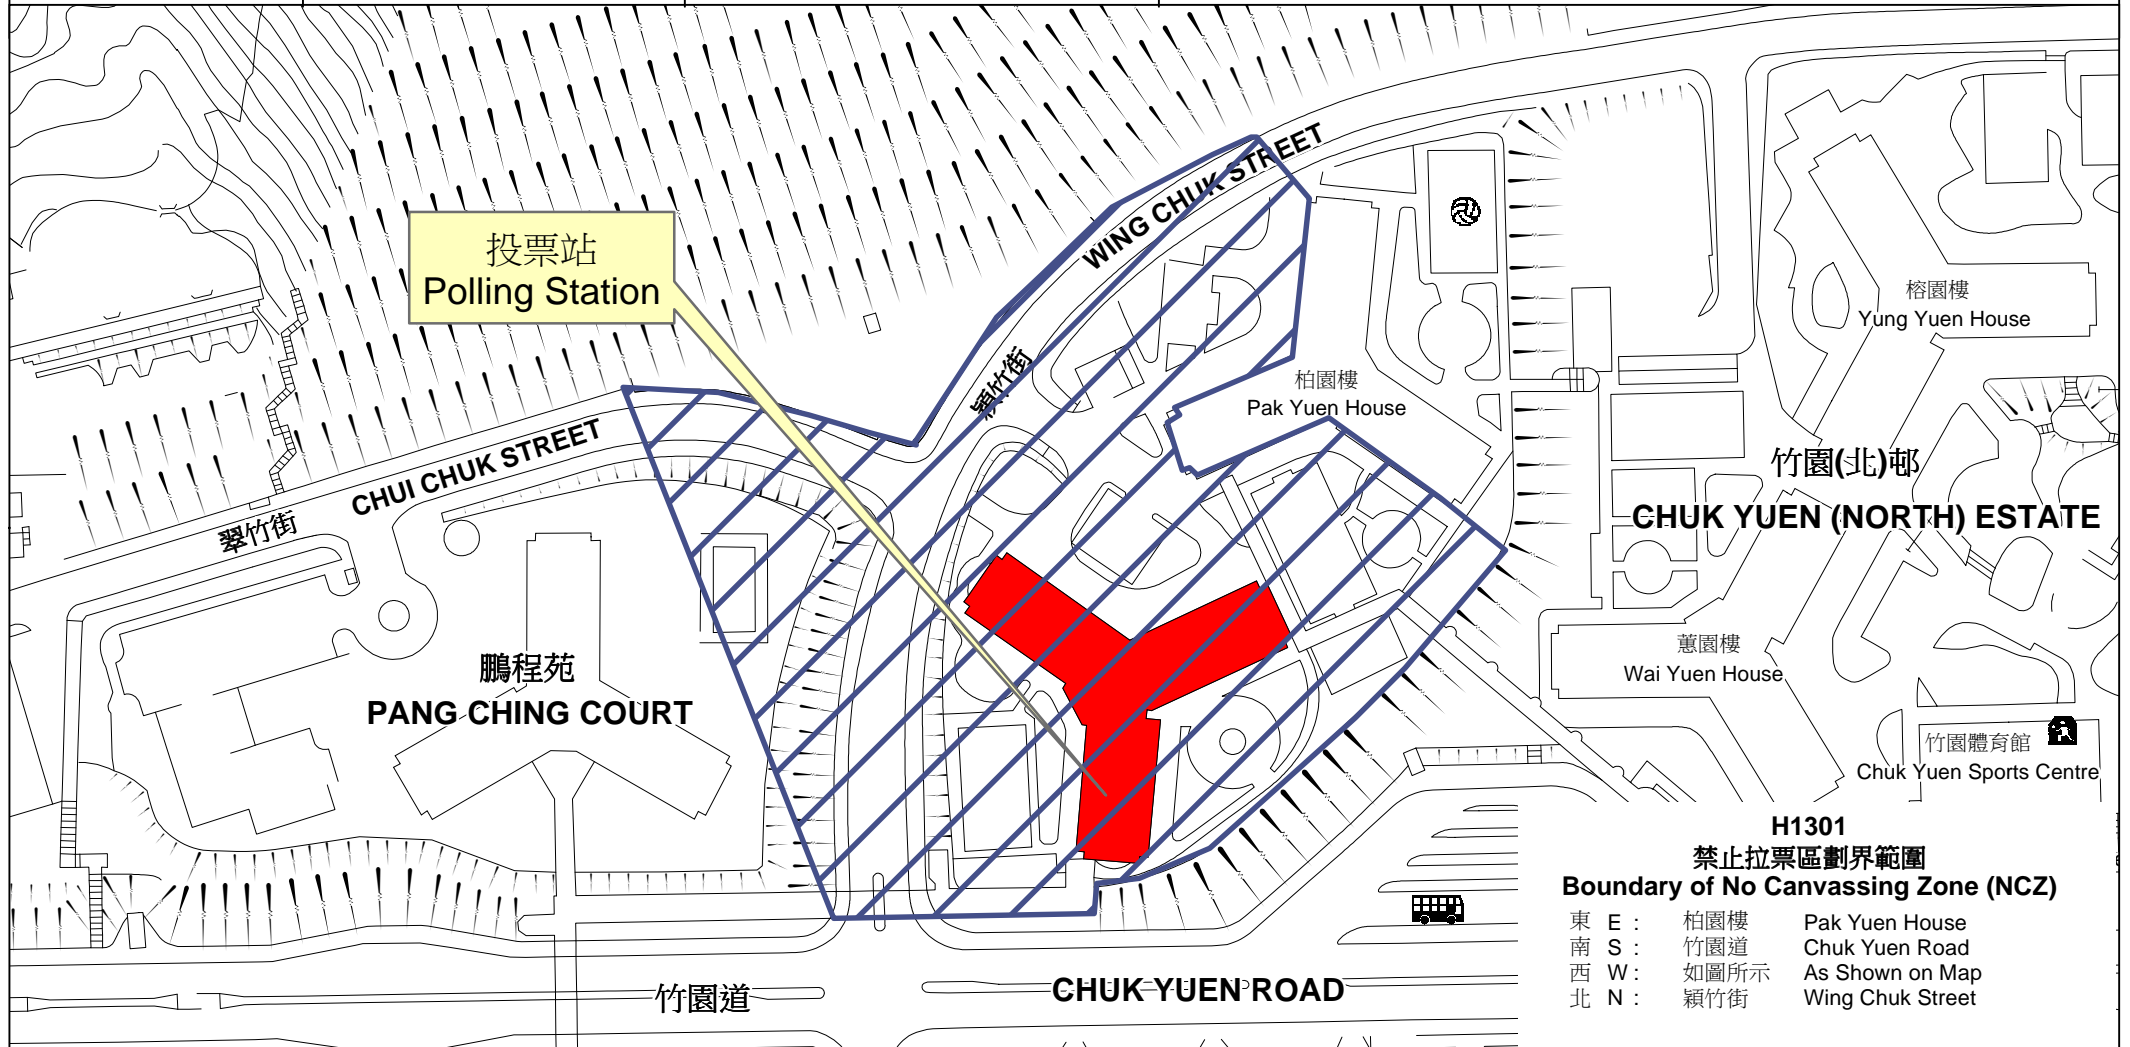 WING CHUK STREET
投票站
Polling Station
榕園樓
Yung Yuen House
穎竹街
柏園樓
Pak Yuen House
CHUI CHUK STREET
翠竹街
竹園(北)邨
CHUK YUEN (NORTH) ESTATE
鵬程苑
PANG CHING COURT
蕙園樓
Wai Yuen House
竹園體育館
Chuk Yuen Sports Centre
H1301
禁止拉票區劃界範圍
Boundary of No Canvassing Zone (NCZ)
東 E : 柏園樓 Pak Yuen House
南 S : 竹園道 Chuk Yuen Road
西 W : 如圖所示 As Shown on Map
北 N : 穎竹街 Wing Chuk Street
竹園道
CHUK YUEN ROAD